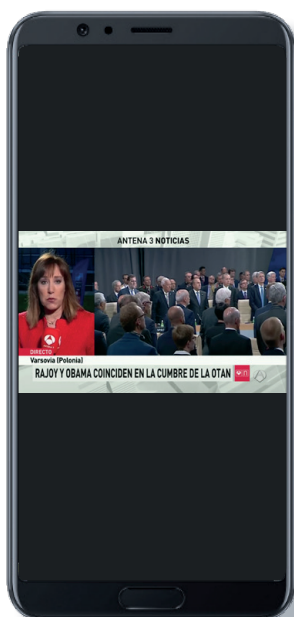 ANTENA 3 NOTICIAS
DIRECTO
Varsovia (Polonia)
RAJOY Y OBAMA COINCIDEN EN LA CUMBRE DE LA OTAN